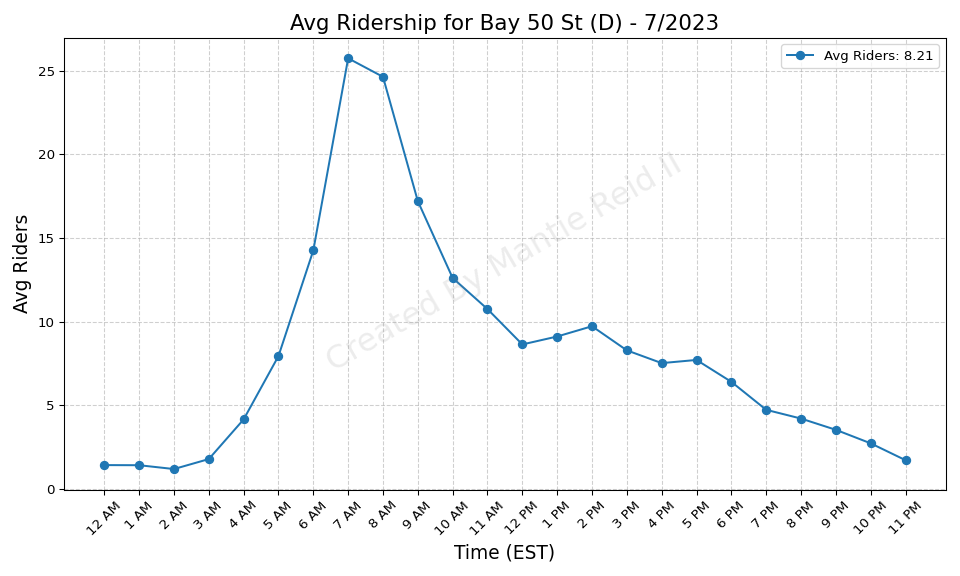 Avg Ridership for Bay 50 St (D) - 7/2023
Avg Riders: 8.21
Avg Riders
25
20
15
10
5
0
12 AM
1 AM
2 AM
3 AM
4 AM
5 AM
6 AM
7 AM
8 AM
9 AM
10 AM
11 AM
12 PM
1 PM
2 PM
3 PM
4 PM
5 PM
6 PM
7 PM
8 PM
9 PM
10 PM
11 PM
Time (EST)
Created By Mantie Reid II